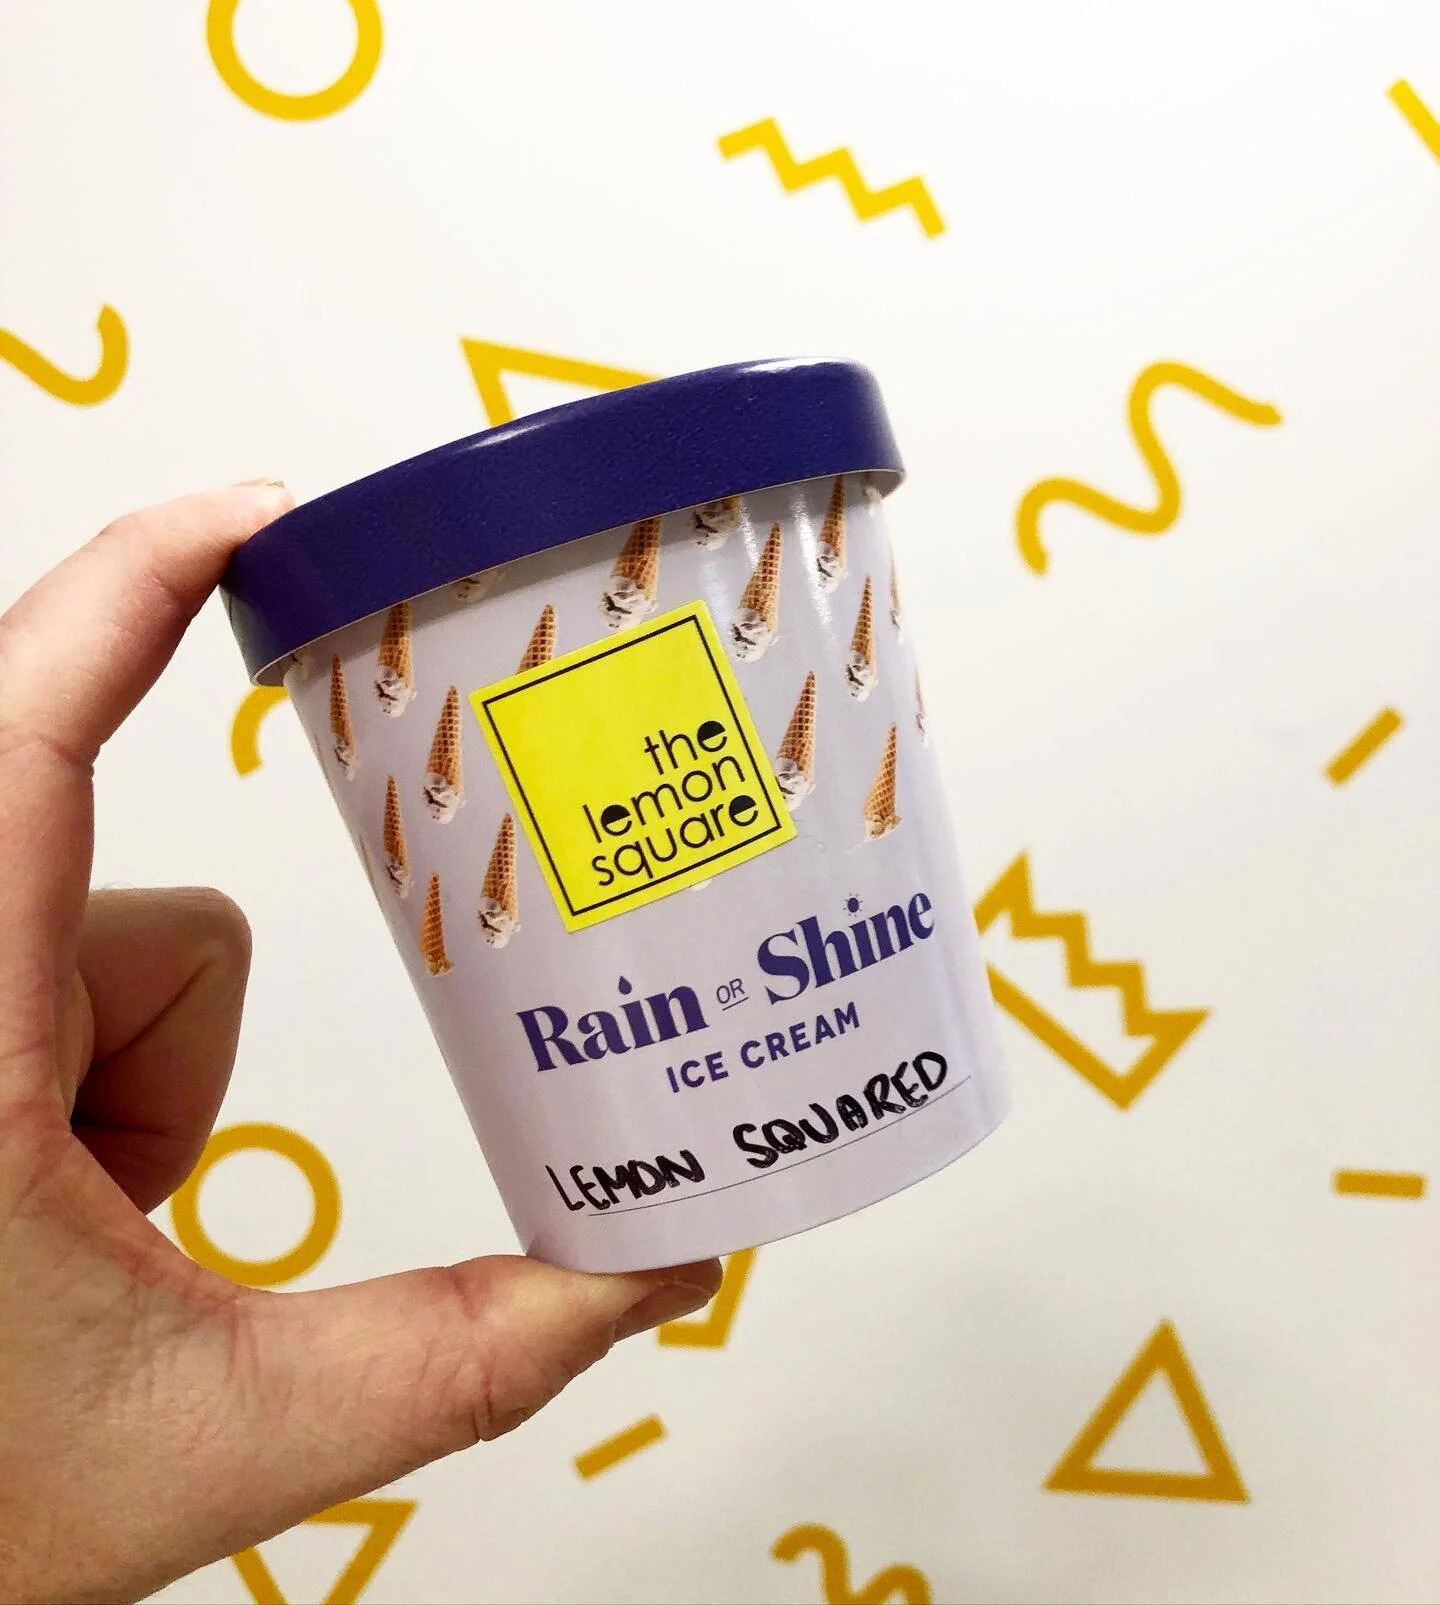 the
lemon
square
Rain OR Shine
ICE CREAM
LEMON SQUARED